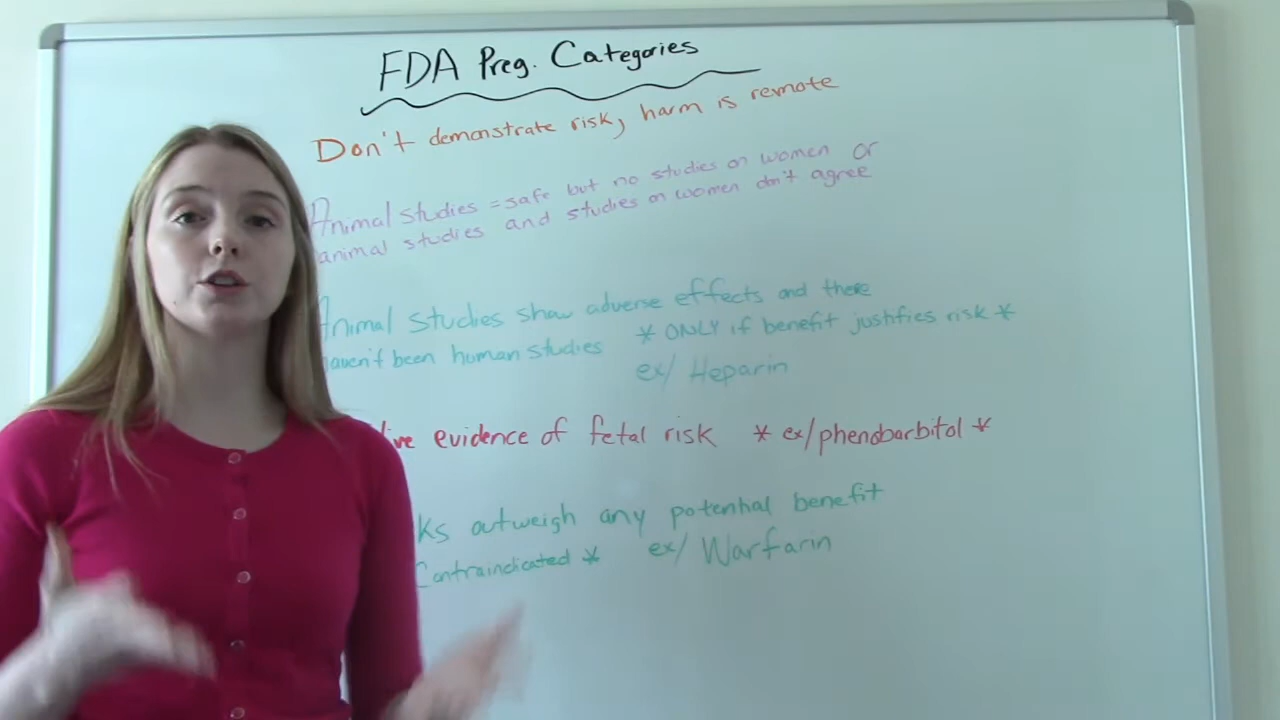 FDA Preg. Categories
Don't demonstrate risk, harm is remote
Animal studies = safe but no studies on women or
animal studies and studies on women don't agree
Animal studies show adverse effects and there
haven't been human studies * ONLY if benefit justifies risk *
ex/ Heparin
evidence of fetal risk * ex/phenobarbitol *
outweigh any potential benefit
Contraindicated * ex/ Warfarin